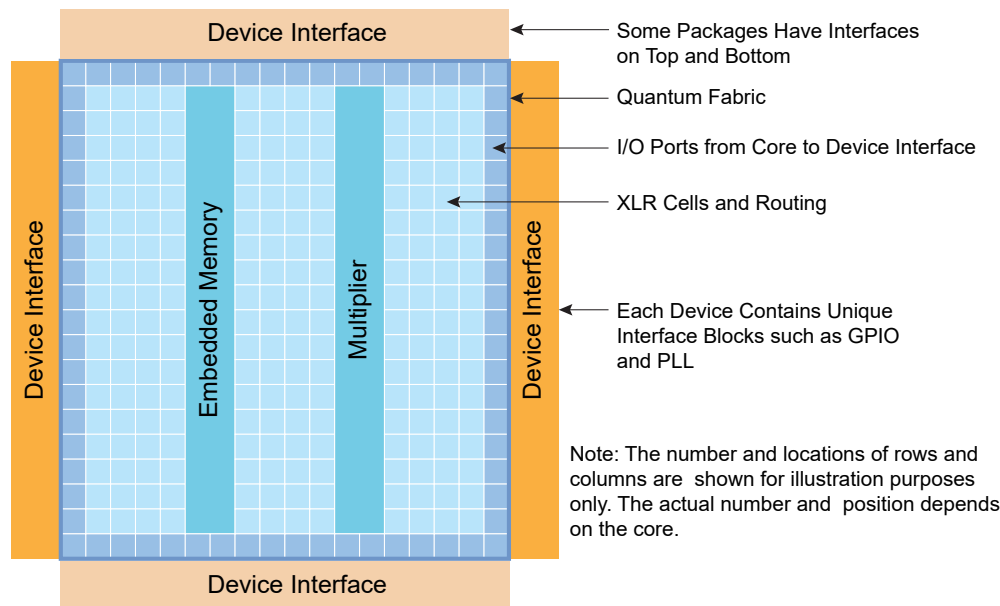 Device Interface
Some Packages Have Interfaces
on Top and Bottom
Quantum Fabric
I/O Ports from Core to Device Interface
XLR Cells and Routing
Device Interface
Embedded Memory
Multiplier
Device Interface
Each Device Contains Unique
Interface Blocks such as GPIO
and PLL
Note: The number and locations of rows and
columns are  shown for illustration purposes
only. The actual number and  position depends
on the core.
Device Interface